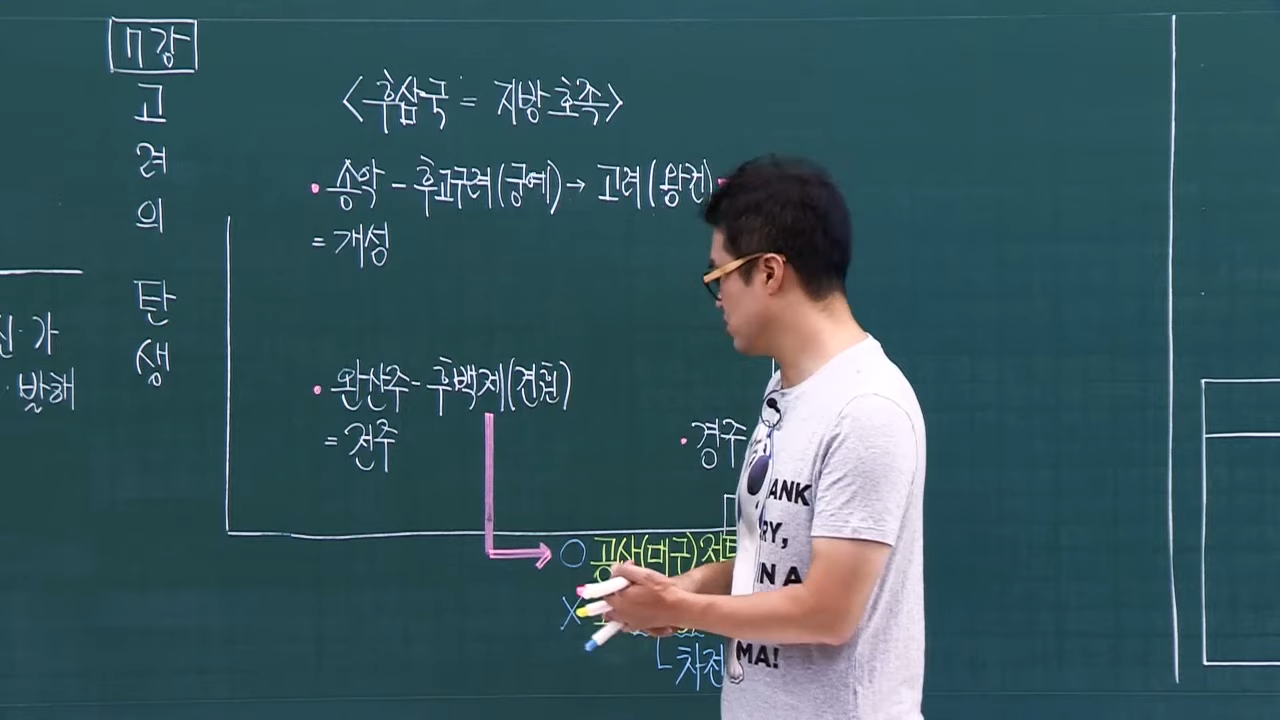 7강
고려의 탄생
<후삼국 = 지방호족>
· 송악 - 후고구려(궁예) → 고려(왕건)
= 개성
· 완산주 - 후백제(견훤)
= 전주
· 경주
○ 공산(대구)전투
X
└ 차전
·가
·발해
ANK
RY,
IN A
MA!